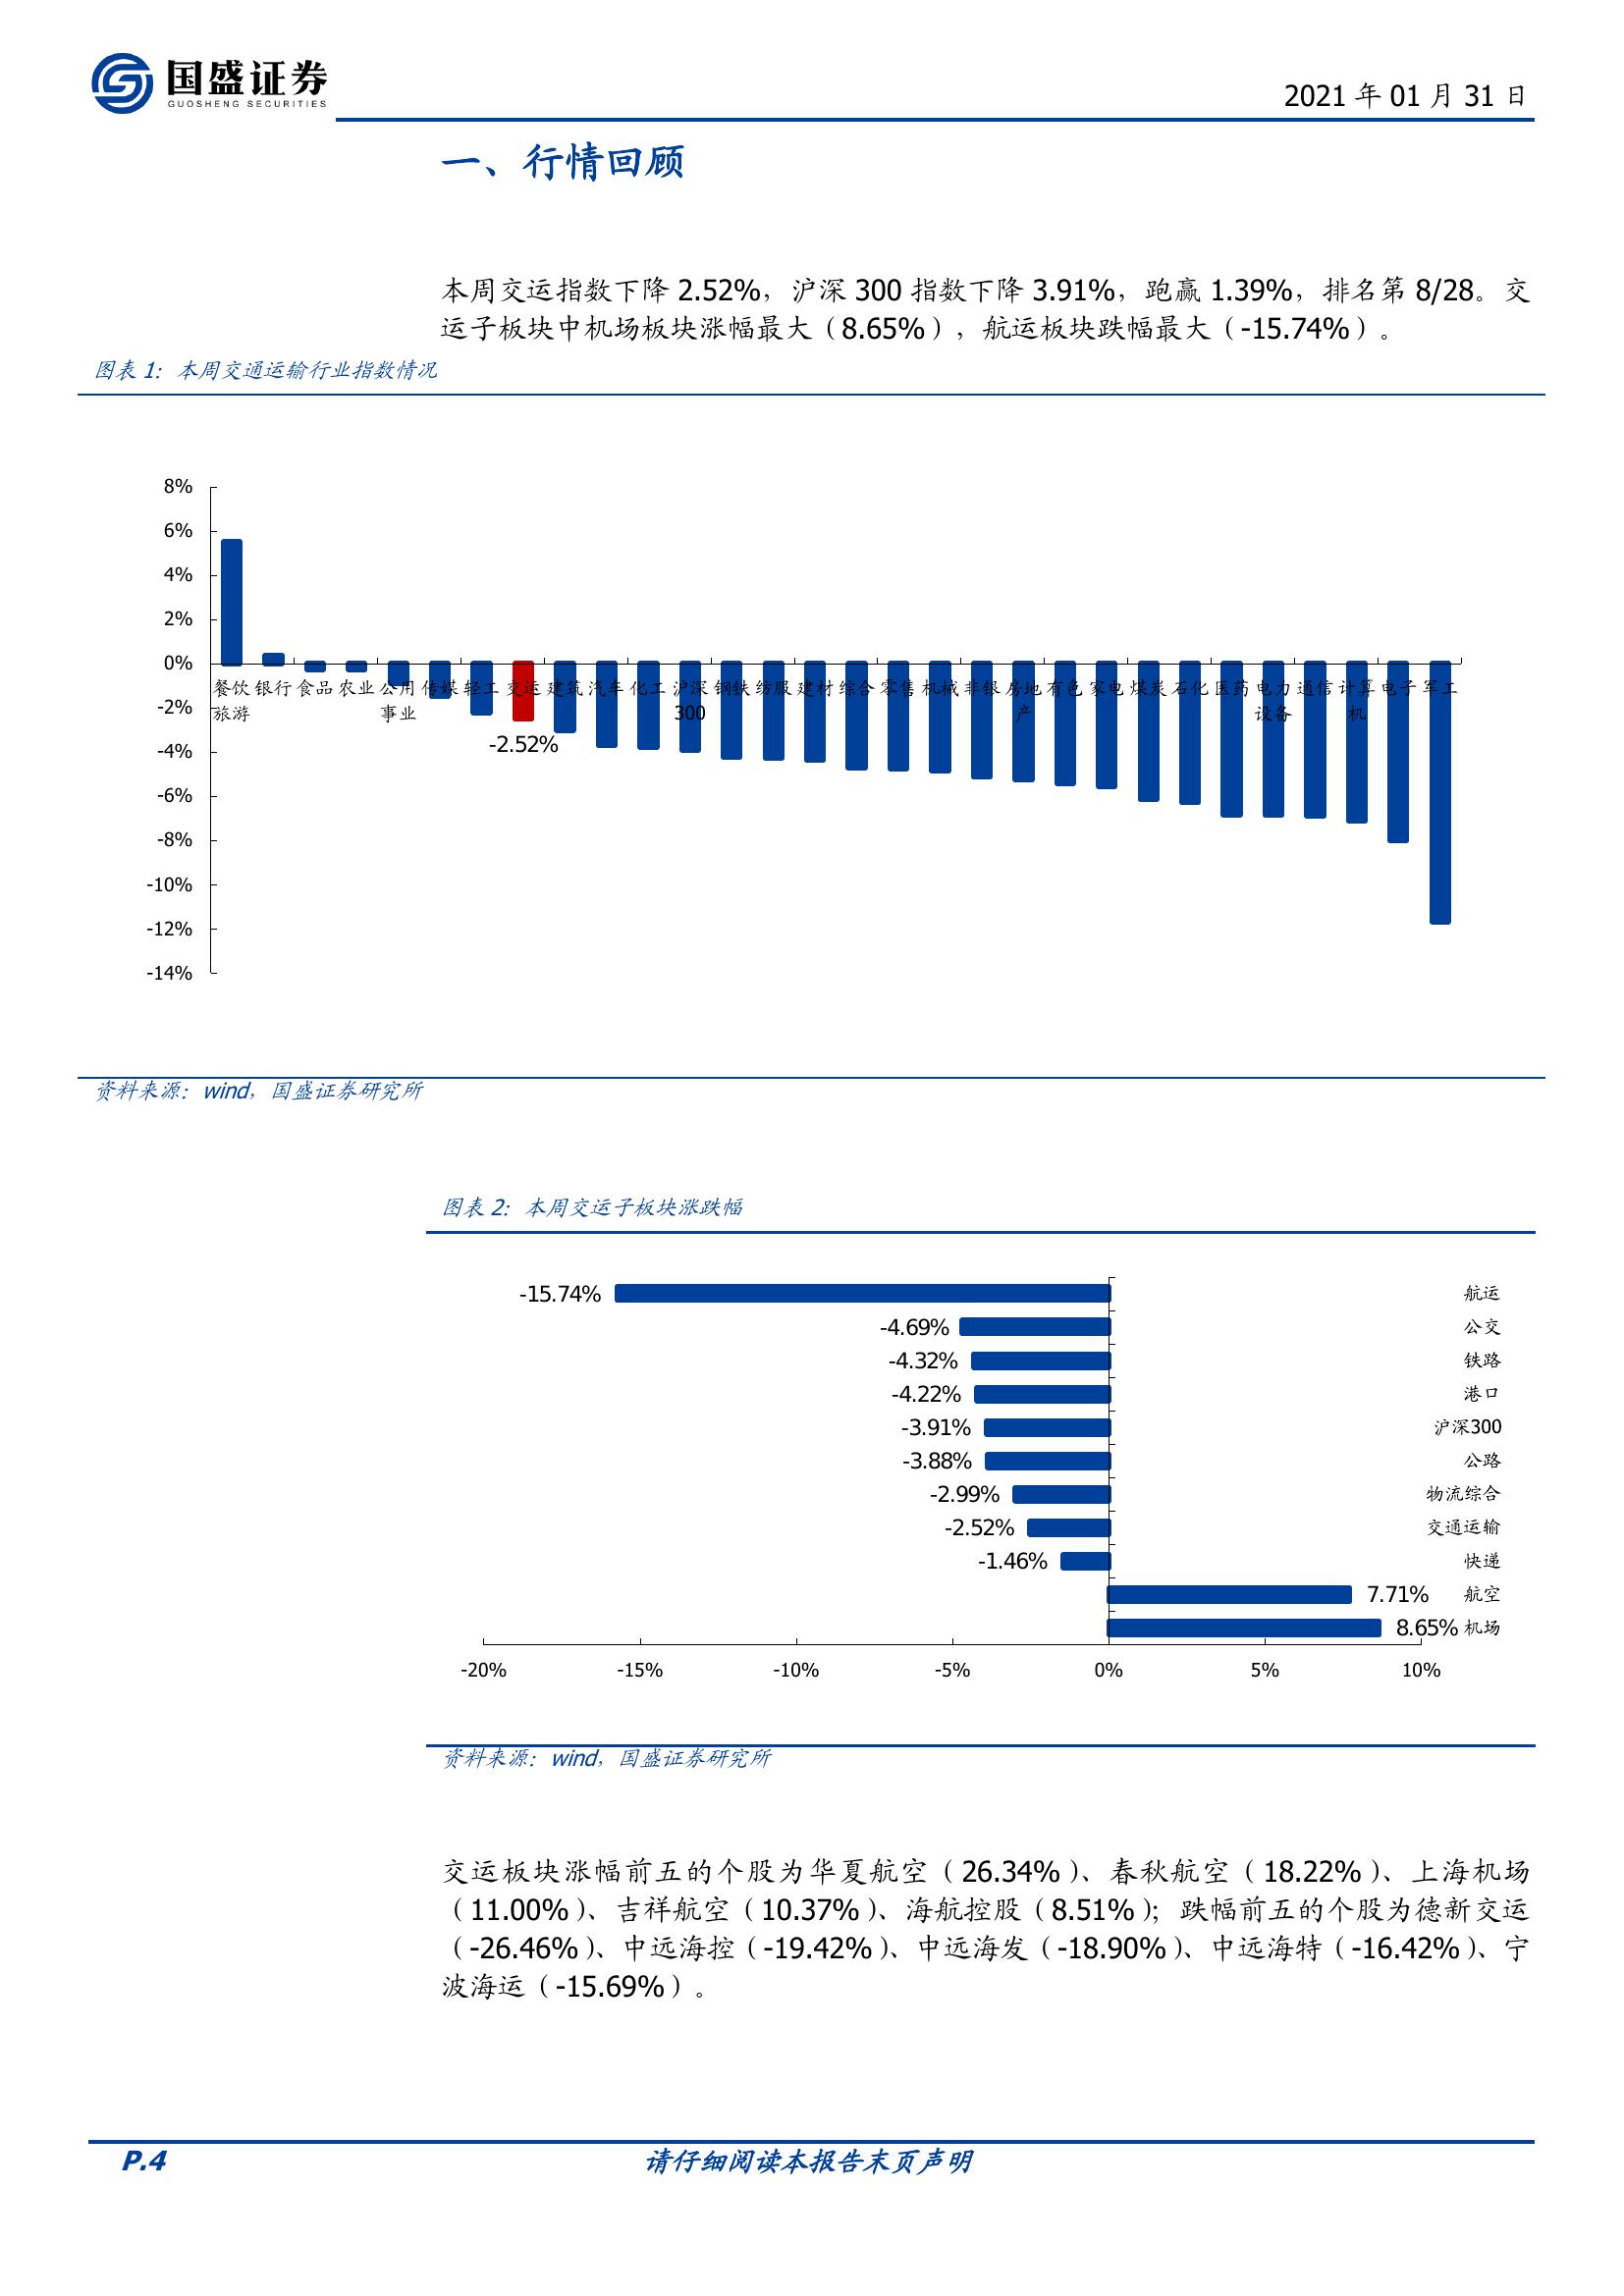 国盛证券
GUOSHENG SECURITIES
2021 年 01 月 31 日
一、行情回顾
本周交运指数下降 2.52%，沪深 300 指数下降 3.91%，跑赢 1.39%，排名第 8/28。交
运子板块中机场板块涨幅最大（8.65%），航运板块跌幅最大（-15.74%）。
图表 1：本周交通运输行业指数情况
8%
6%
4%
2%
0%
-2%
-4%
-6%
-8%
-10%
-12%
-14%
餐饮 银行 食品 农业 公用 传媒 轻工 交运 建筑 汽车 化工 沪深 钢铁 纺服 建材 综合 零售 机械 非银 房地 有色 家电 煤炭 石化 医药 电力 通信 计算 电子 军工
旅游 事业 300 产 设备 机
-2.52%
资料来源：wind，国盛证券研究所
图表 2：本周交运子板块涨跌幅
-15.74% 航运
-4.69% 公交
-4.32% 铁路
-4.22% 港口
-3.91% 沪深300
-3.88% 公路
-2.99% 物流综合
-2.52% 交通运输
-1.46% 快递
7.71% 航空
8.65% 机场
-20% -15% -10% -5% 0% 5% 10%
资料来源：wind，国盛证券研究所
交运板块涨幅前五的个股为华夏航空（26.34%）、春秋航空（18.22%）、上海机场
（11.00%）、吉祥航空（10.37%）、海航控股（8.51%）；跌幅前五的个股为德新交运
（-26.46%）、中远海控（-19.42%）、中远海发（-18.90%）、中远海特（-16.42%）、宁
波海运（-15.69%）。
P.4 请仔细阅读本报告末页声明